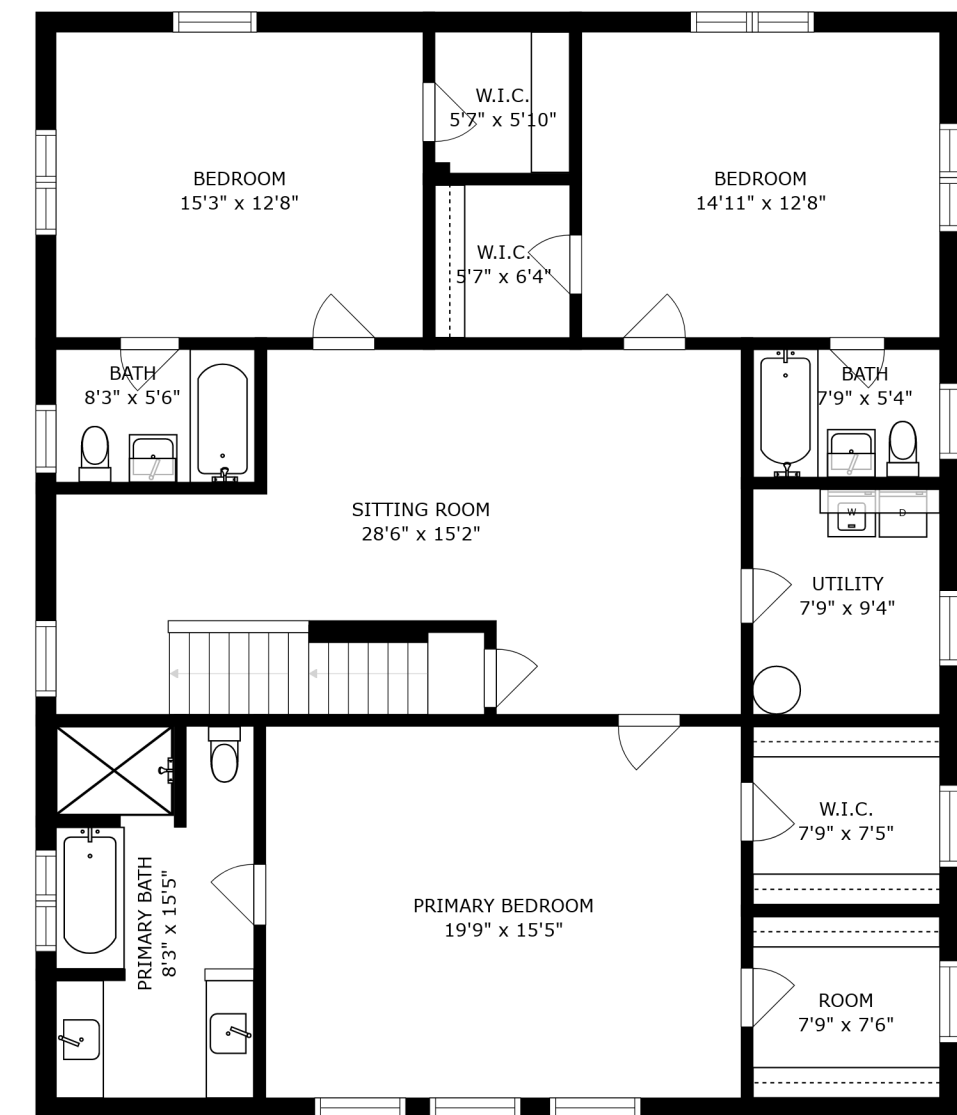 W.I.C.
5'7" x 5'10"
BEDROOM
15'3" x 12'8"
BEDROOM
14'11" x 12'8"
W.I.C.
5'7" x 6'4"
BATH
8'3" x 5'6"
BATH
7'9" x 5'4"
SITTING ROOM
28'6" x 15'2"
W
D
UTILITY
7'9" x 9'4"
W.I.C.
7'9" x 7'5"
PRIMARY BATH
8'3" x 15'5"
PRIMARY BEDROOM
19'9" x 15'5"
ROOM
7'9" x 7'6"